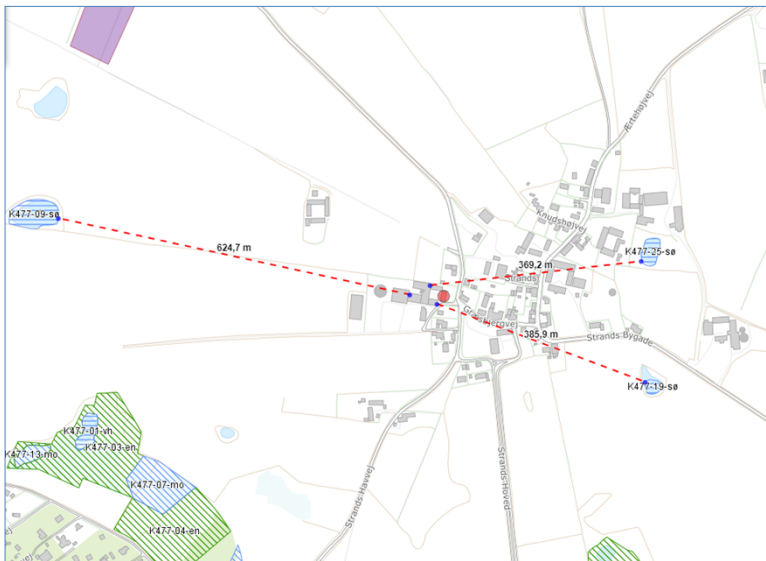 Ærtehøjvej
K477-09-sø
Knudshøjvej
624,7 m
K477-25-sø
369,2 m
Strands
Græsbjergvej
385,9 m
Strands Bygade
K477-19-sø
K477-01-vh
K477-13-mo
K477-03-en
K477-07-mo
Strands Havvej
Strands Hoved
K477-04-en